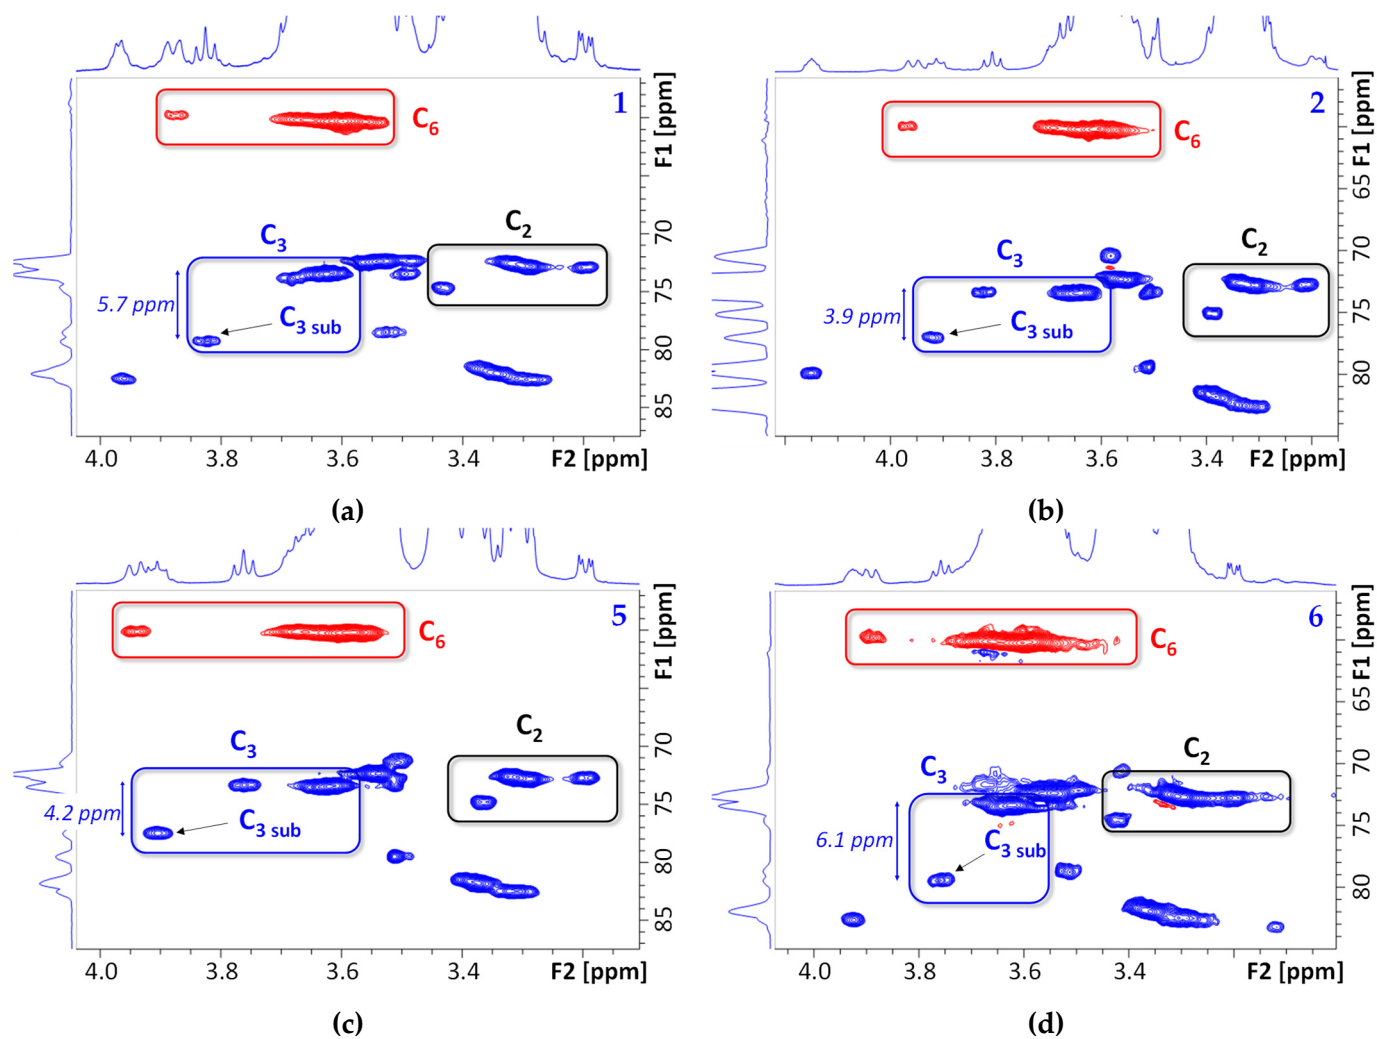 1
C6
F1 [ppm]
C3
C2
5.7 ppm
C3 sub
70
75
80
85
4.0
3.8
3.6
3.4
F2 [ppm]
(a)
2
C6
F1 [ppm]
65
C3
C2
3.9 ppm
C3 sub
70
75
80
4.0
3.8
3.6
3.4
F2 [ppm]
(b)
5
C6
F1 [ppm]
C3
C2
4.2 ppm
C3 sub
70
75
80
85
4.0
3.8
3.6
3.4
F2 [ppm]
(c)
6
C6
F1 [ppm]
65
C3
C2
6.1 ppm
C3 sub
70
75
80
4.0
3.8
3.6
3.4
F2 [ppm]
(d)